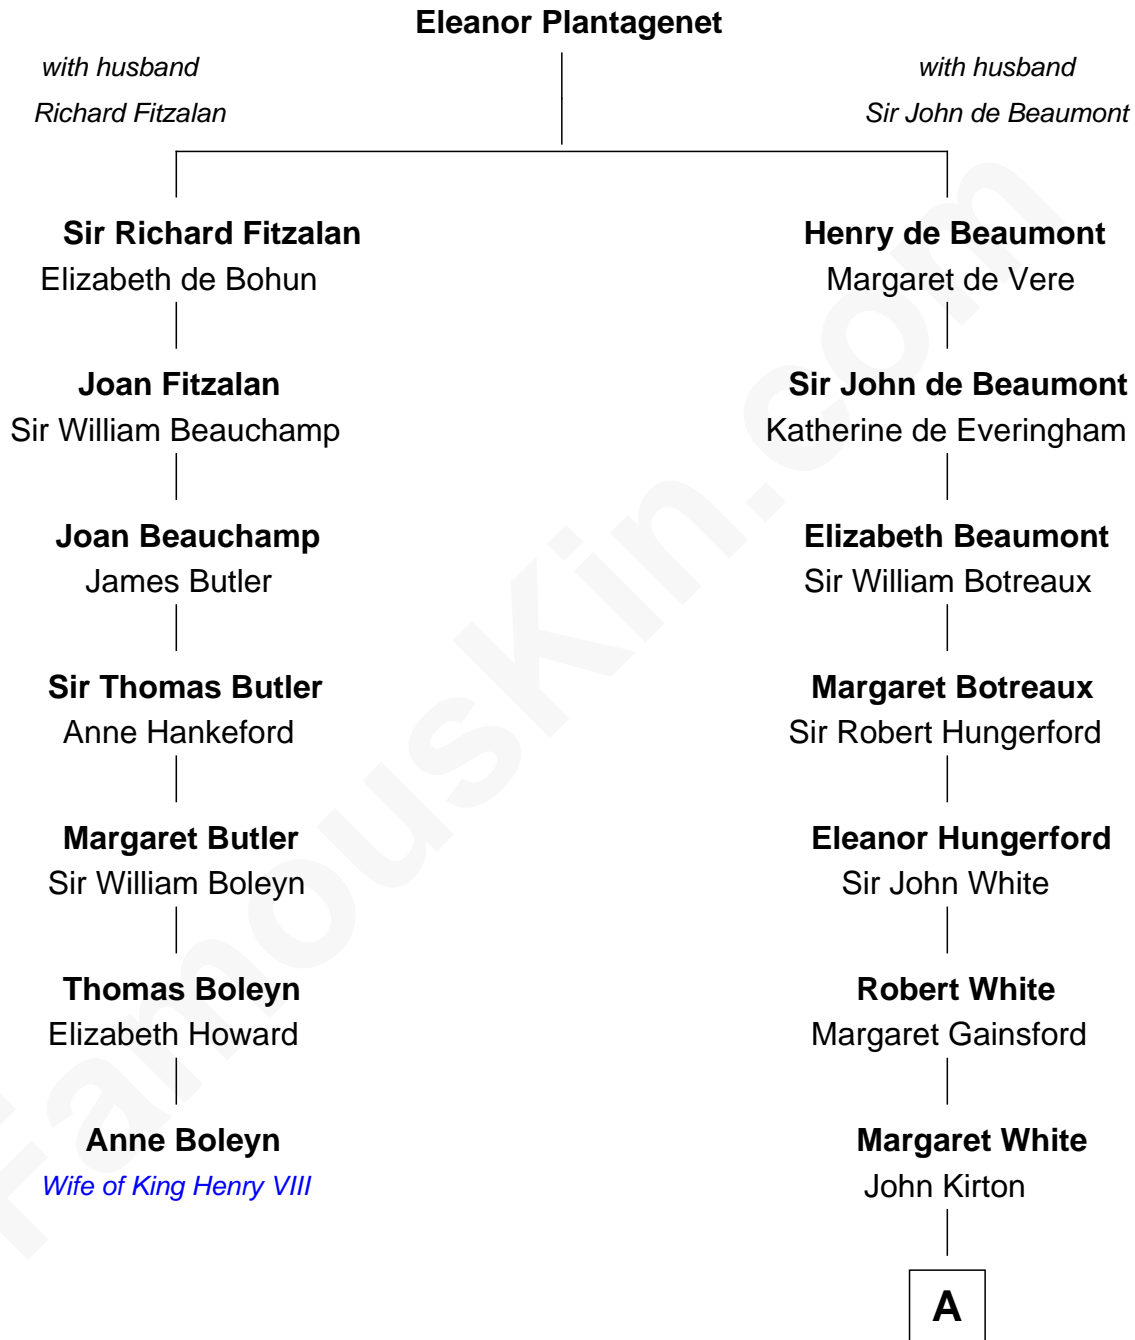 Eleanor Plantagenet
with husband
Richard Fitzalan
with husband
Sir John de Beaumont
Sir Richard Fitzalan
Elizabeth de Bohun
Joan Fitzalan
Sir William Beauchamp
Joan Beauchamp
James Butler
Sir Thomas Butler
Anne Hankeford
Margaret Butler
Sir William Boleyn
Thomas Boleyn
Elizabeth Howard
Anne Boleyn
Wife of King Henry VIII
Henry de Beaumont
Margaret de Vere
Sir John de Beaumont
Katherine de Everingham
Elizabeth Beaumont
Sir William Botreaux
Margaret Botreaux
Sir Robert Hungerford
Eleanor Hungerford
Sir John White
Robert White
Margaret Gainsford
Margaret White
John Kirton
A
FamousKin.com